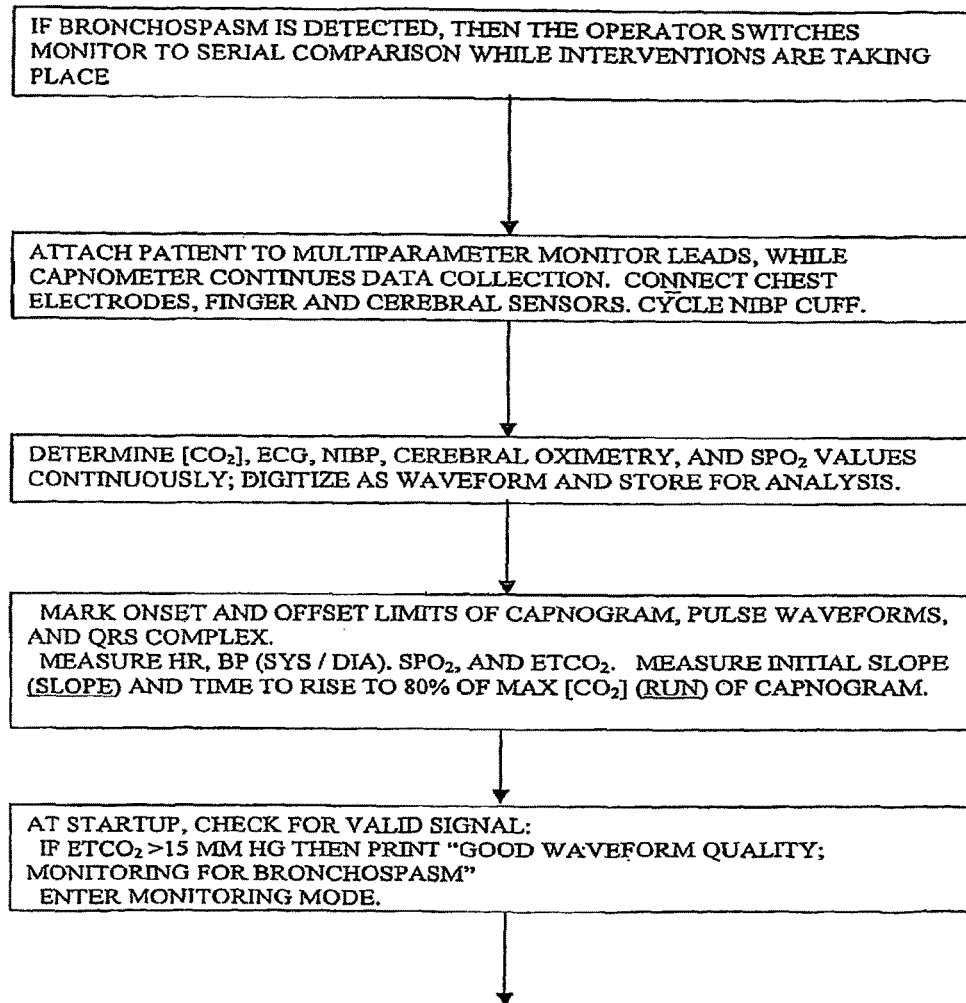 IF BRONCHOSPASM IS DETECTED, THEN THE OPERATOR SWITCHES
MONITOR TO SERIAL COMPARISON WHILE INTERVENTIONS ARE TAKING
PLACE
ATTACH PATIENT TO MULTIPARAMETER MONITOR LEADS, WHILE
CAPNOMETER CONTINUES DATA COLLECTION. CONNECT CHEST
ELECTRODES, FINGER AND CEREBRAL SENSORS. CYCLE NIBP CUFF.
DETERMINE [CO₂], ECG, NIBP, CEREBRAL OXIMETRY, AND SPO₂ VALUES
CONTINUOUSLY; DIGITIZE AS WAVEFORM AND STORE FOR ANALYSIS.
MARK ONSET AND OFFSET LIMITS OF CAPNOGRAM, PULSE WAVEFORMS,
AND QRS COMPLEX.
MEASURE HR, BP (SYS / DIA). SPO₂, AND ETCO₂. MEASURE INITIAL SLOPE
(SLOPE) AND TIME TO RISE TO 80% OF MAX [CO₂] (RUN) OF CAPNOGRAM.
AT STARTUP, CHECK FOR VALID SIGNAL:
IF ETCO₂ >15 MM HG THEN PRINT “GOOD WAVEFORM QUALITY;
MONITORING FOR BRONCHOSPASM”
ENTER MONITORING MODE.